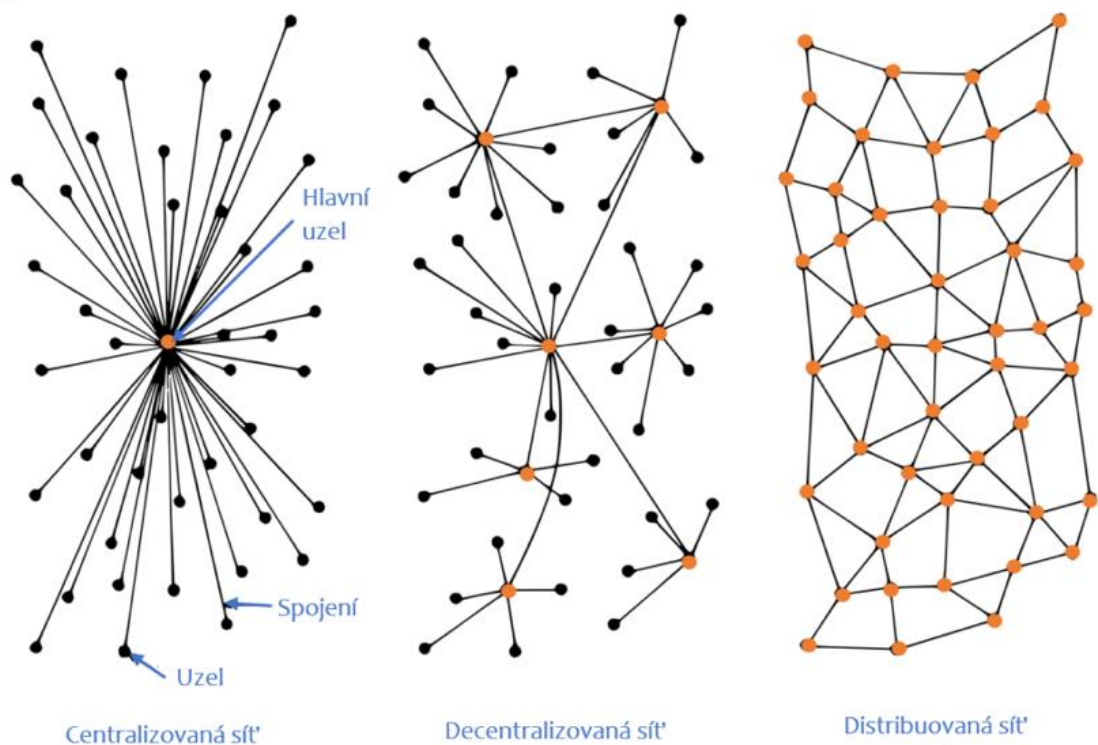 Hlavní
uzel
Spojení
Uzel
Centralizovaná síť
Decentralizovaná síť
Distribuovaná síť